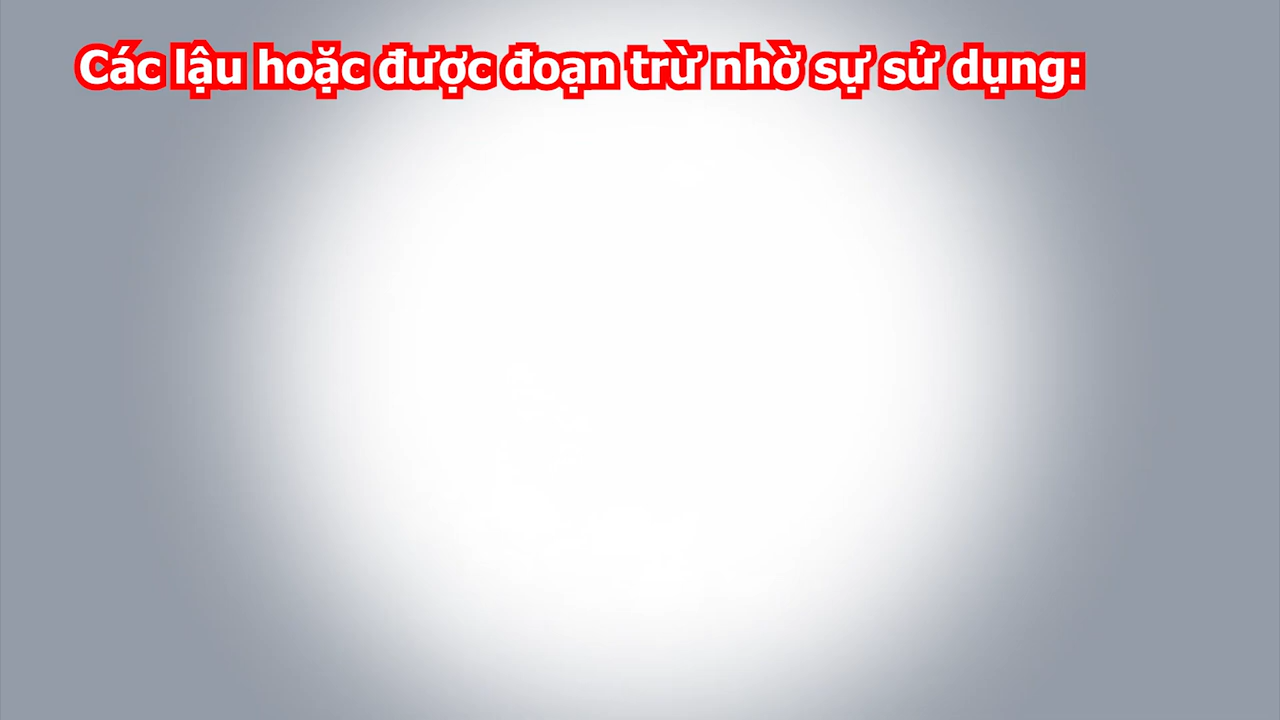 Các lậu hoặc được đoạn trừ nhờ sự sử dụng: